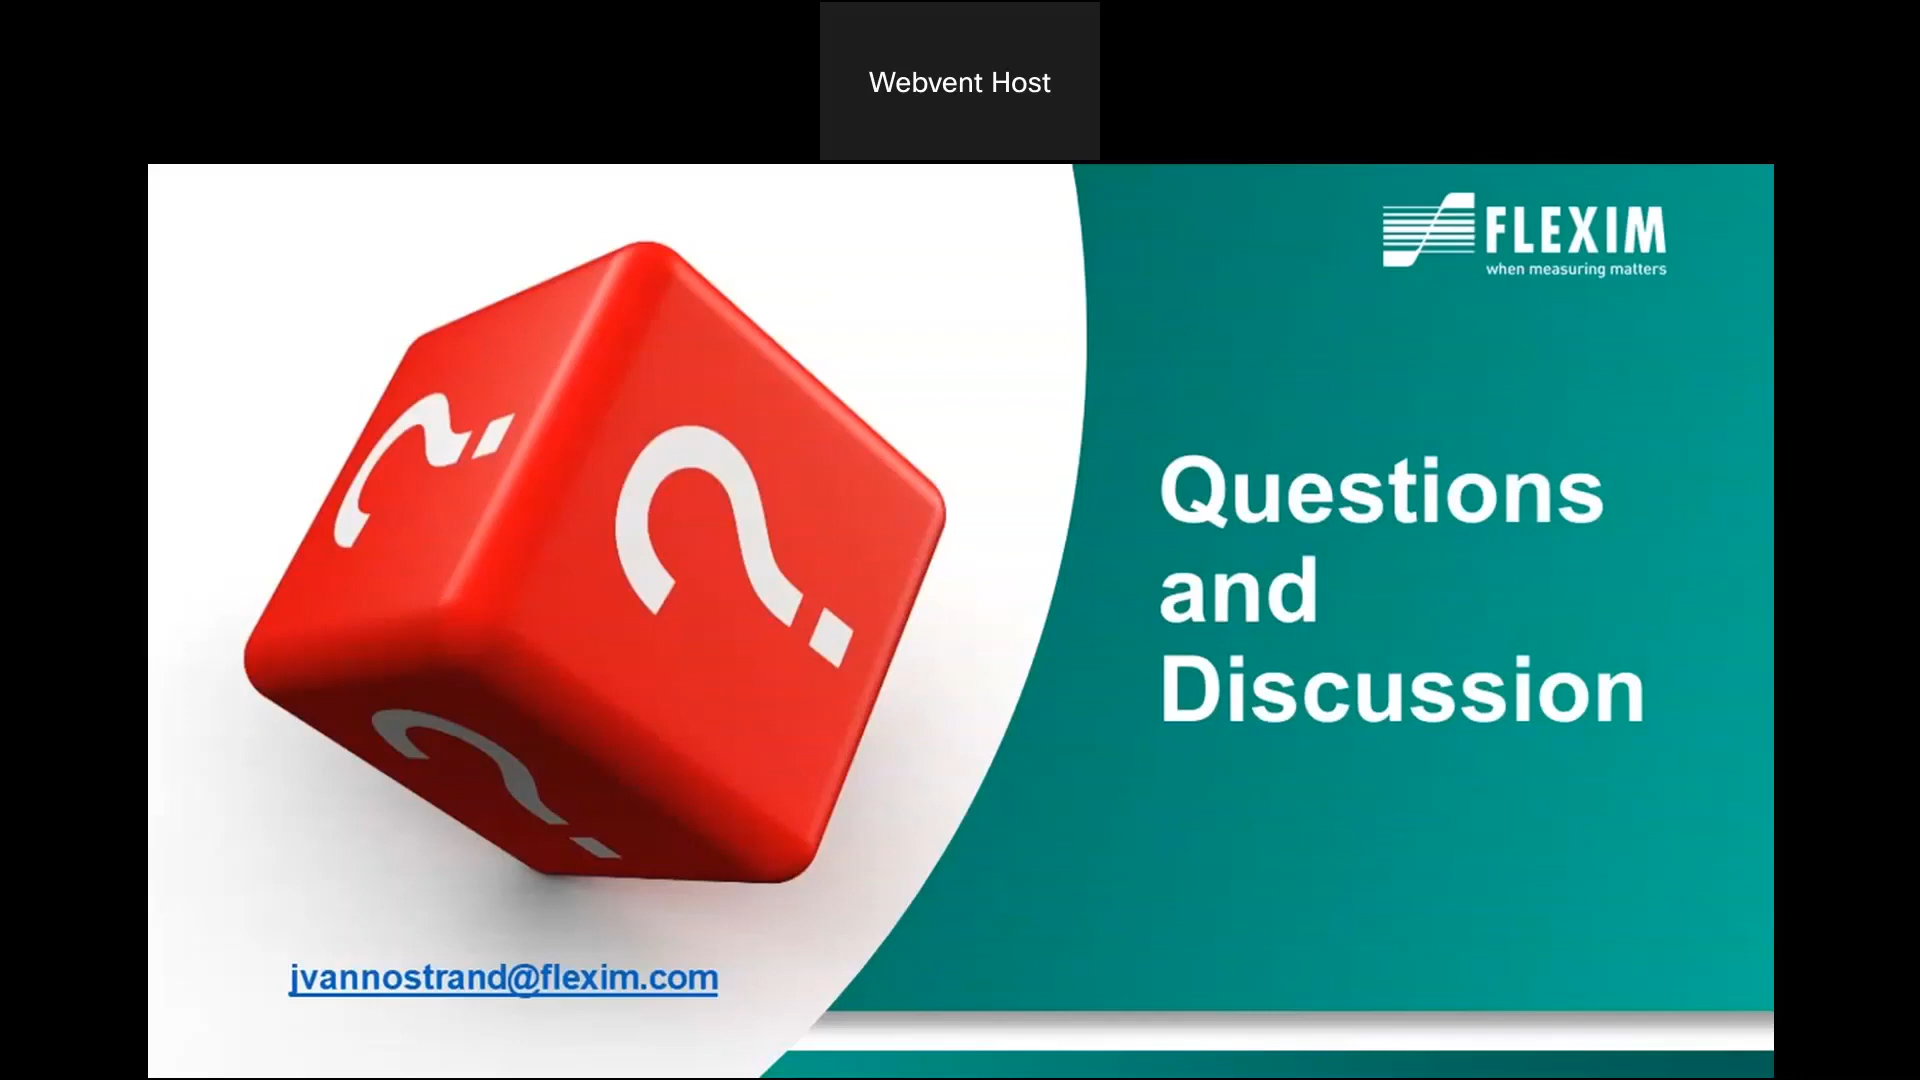 Webvent Host
FLEXIM
when measuring matters
?
?
?
Questions
and
Discussion
jvannostrand@flexim.com